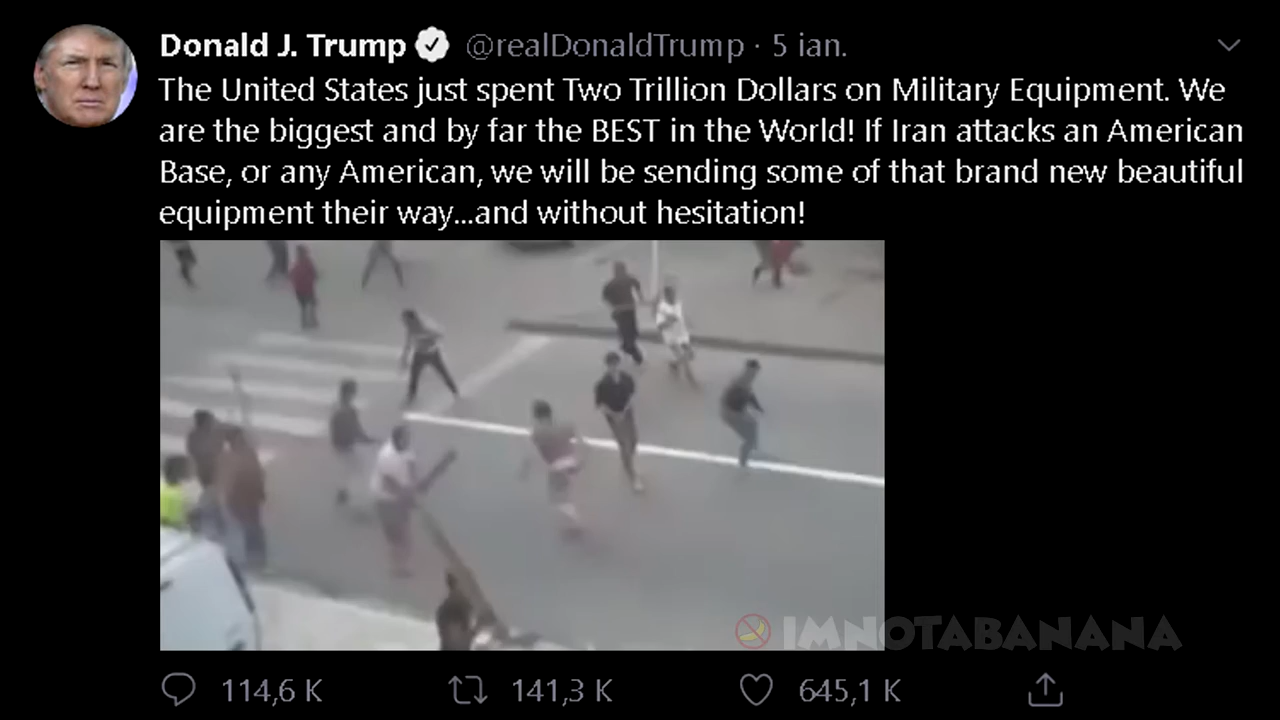 Donald J. Trump @realDonaldTrump · 5 ian.
The United States just spent Two Trillion Dollars on Military Equipment. We
are the biggest and by far the BEST in the World! If Iran attacks an American
Base, or any American, we will be sending some of that brand new beautiful
equipment their way...and without hesitation!
IMNOTABANANA
114,6 K 141,3 K 645,1 K